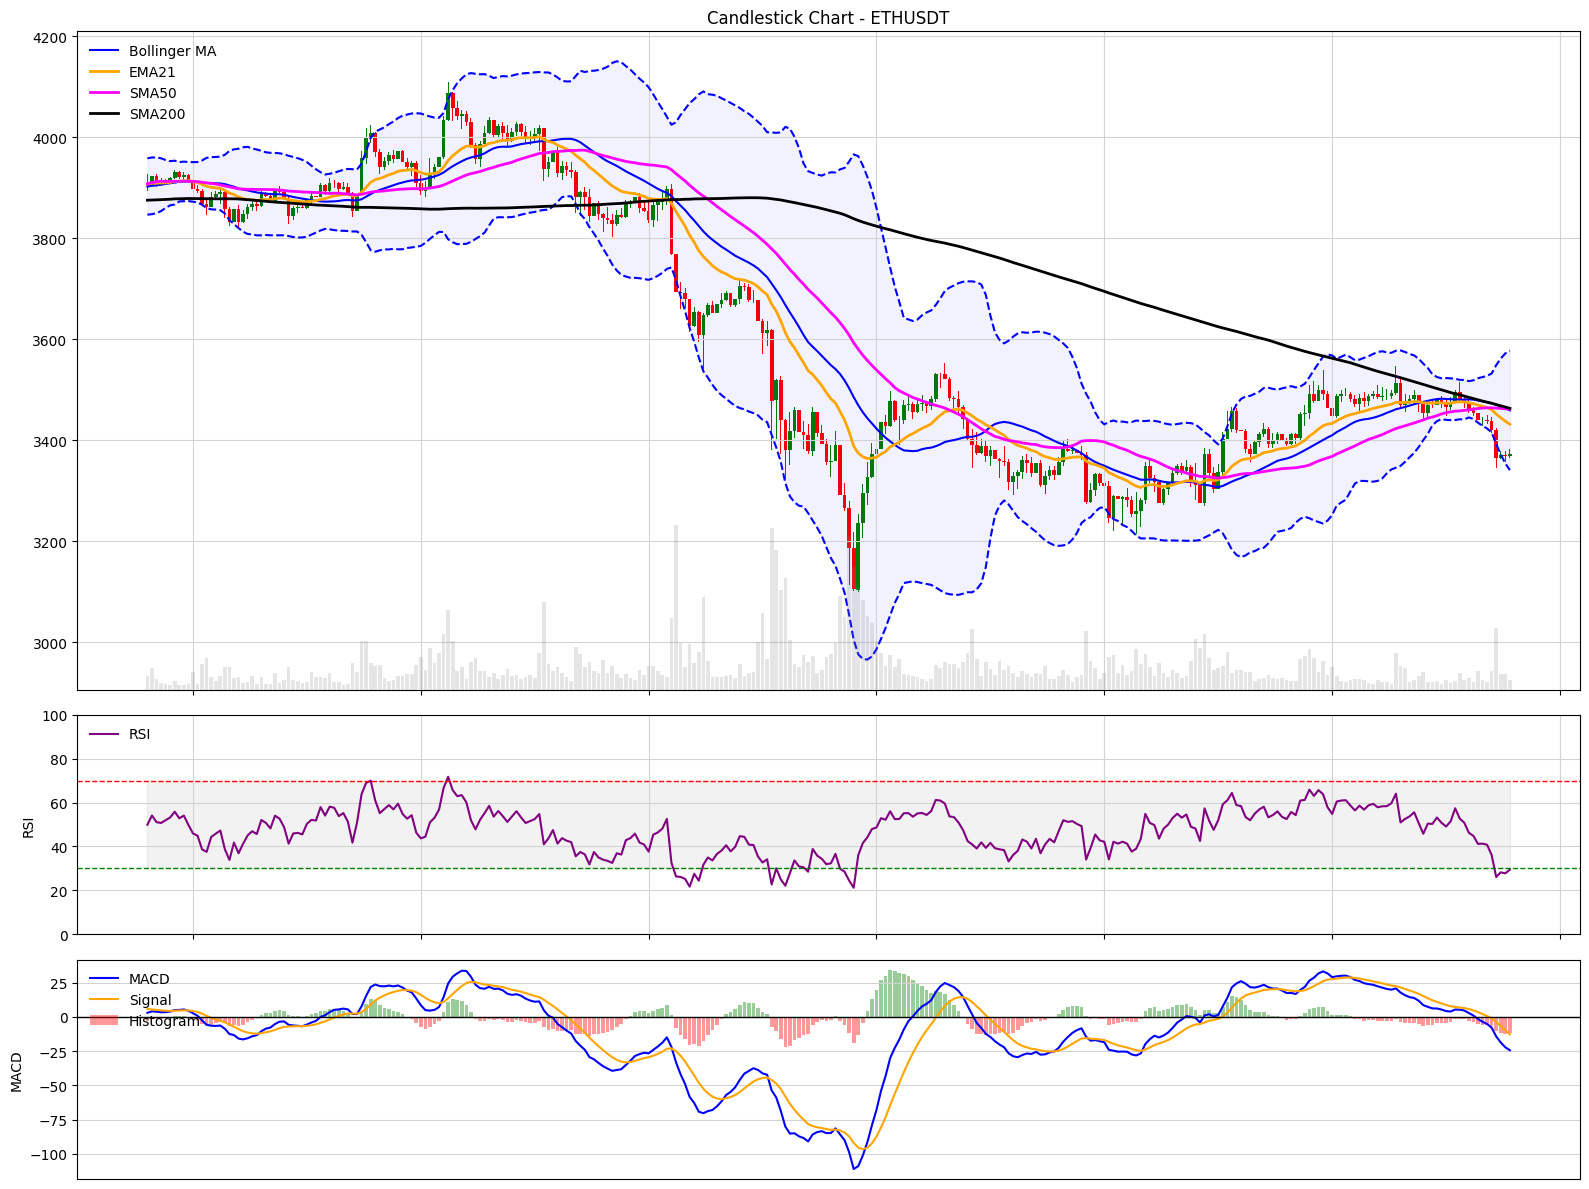 Candlestick Chart - ETHUSDT
4200
4000
3800
3600
3400
3200
3000
Bollinger MA
EMA21
SMA50
SMA200
100
80
60
40
20
0
RSI
RSI
25
0
−25
−50
−75
−100
MACD
MACD
Signal
Histogram